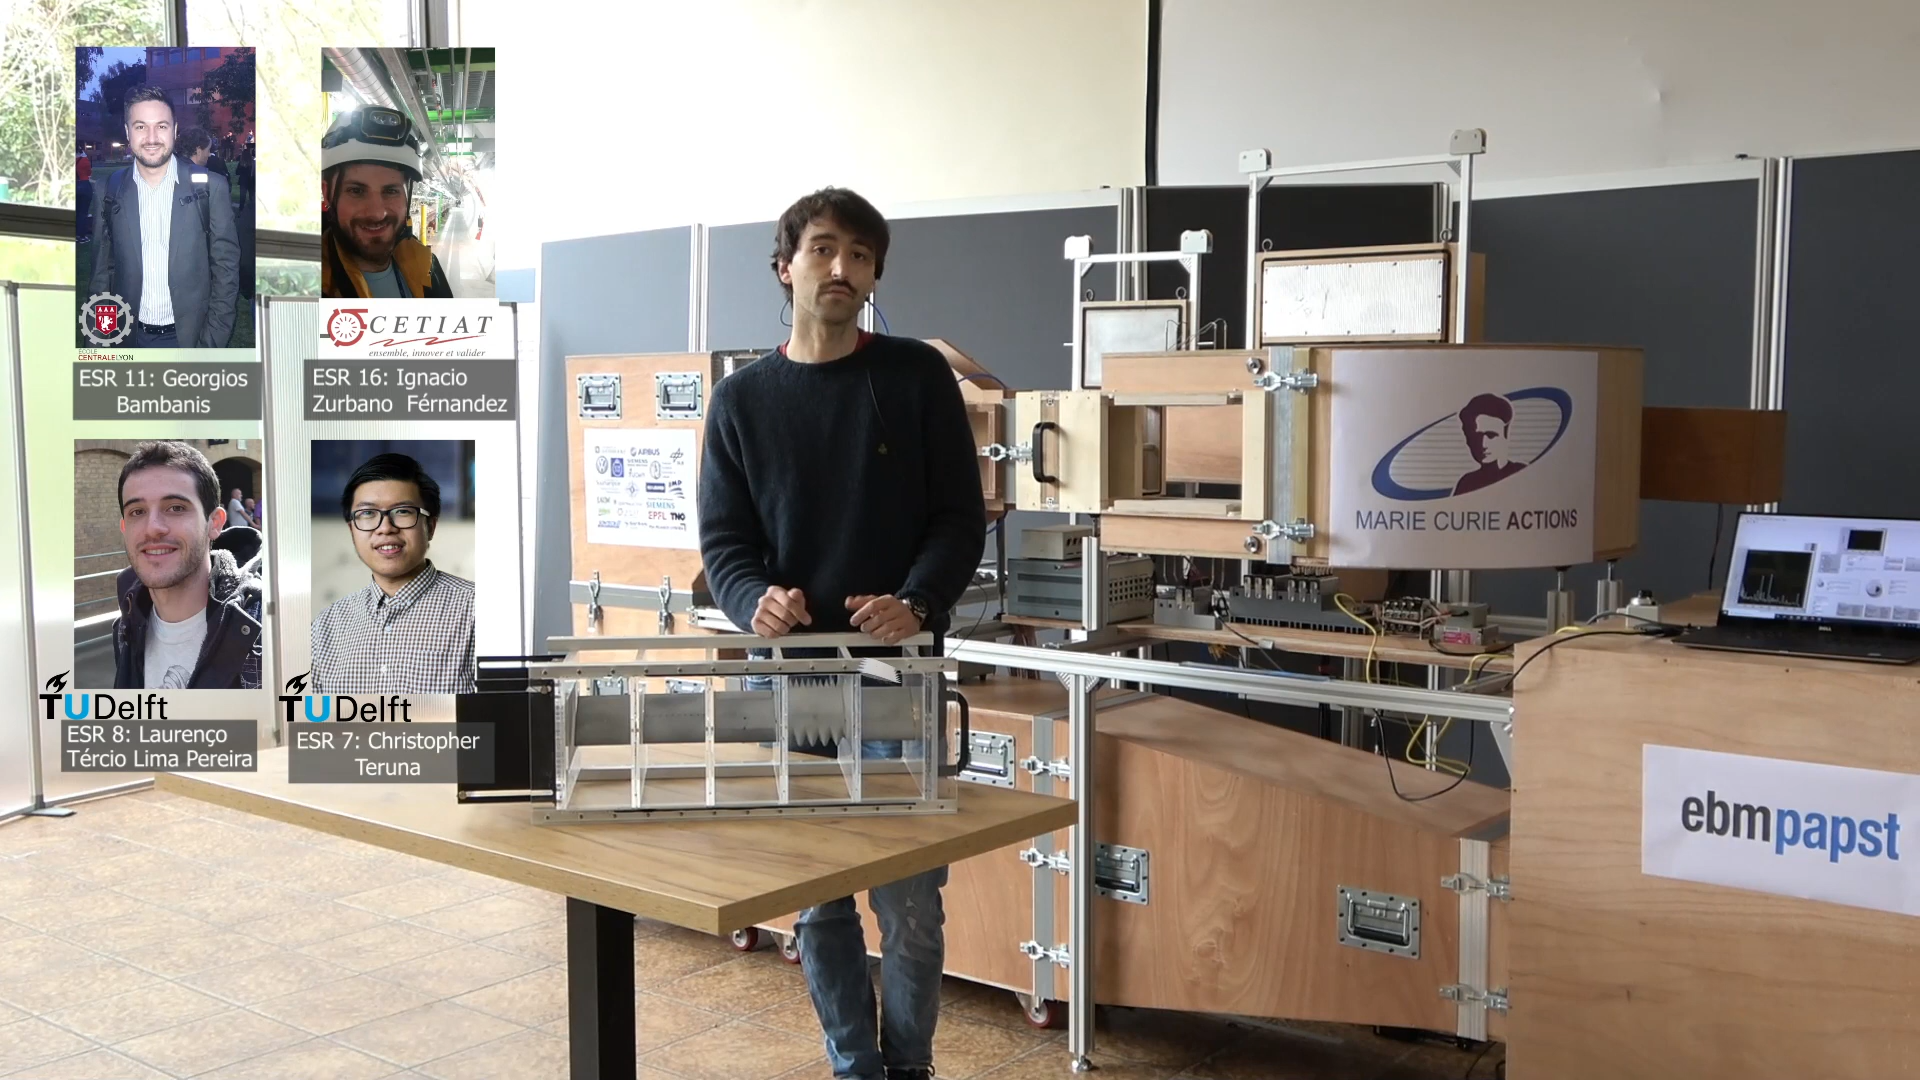 ECOLE
CENTRALELYON
ESR 11: Georgios
Bambanis
CETIAT
ensemble, innover et valider
ESR 16: Ignacio
Zurbano Férnandez
TUDelft
ESR 8: Laurenço
Tércio Lima Pereira
TUDelft
ESR 7: Christopher
Teruna
AIRBUS
SIEMENS
EPFL TNO
MARIE CURIE ACTIONS
DELL
ebmpapst